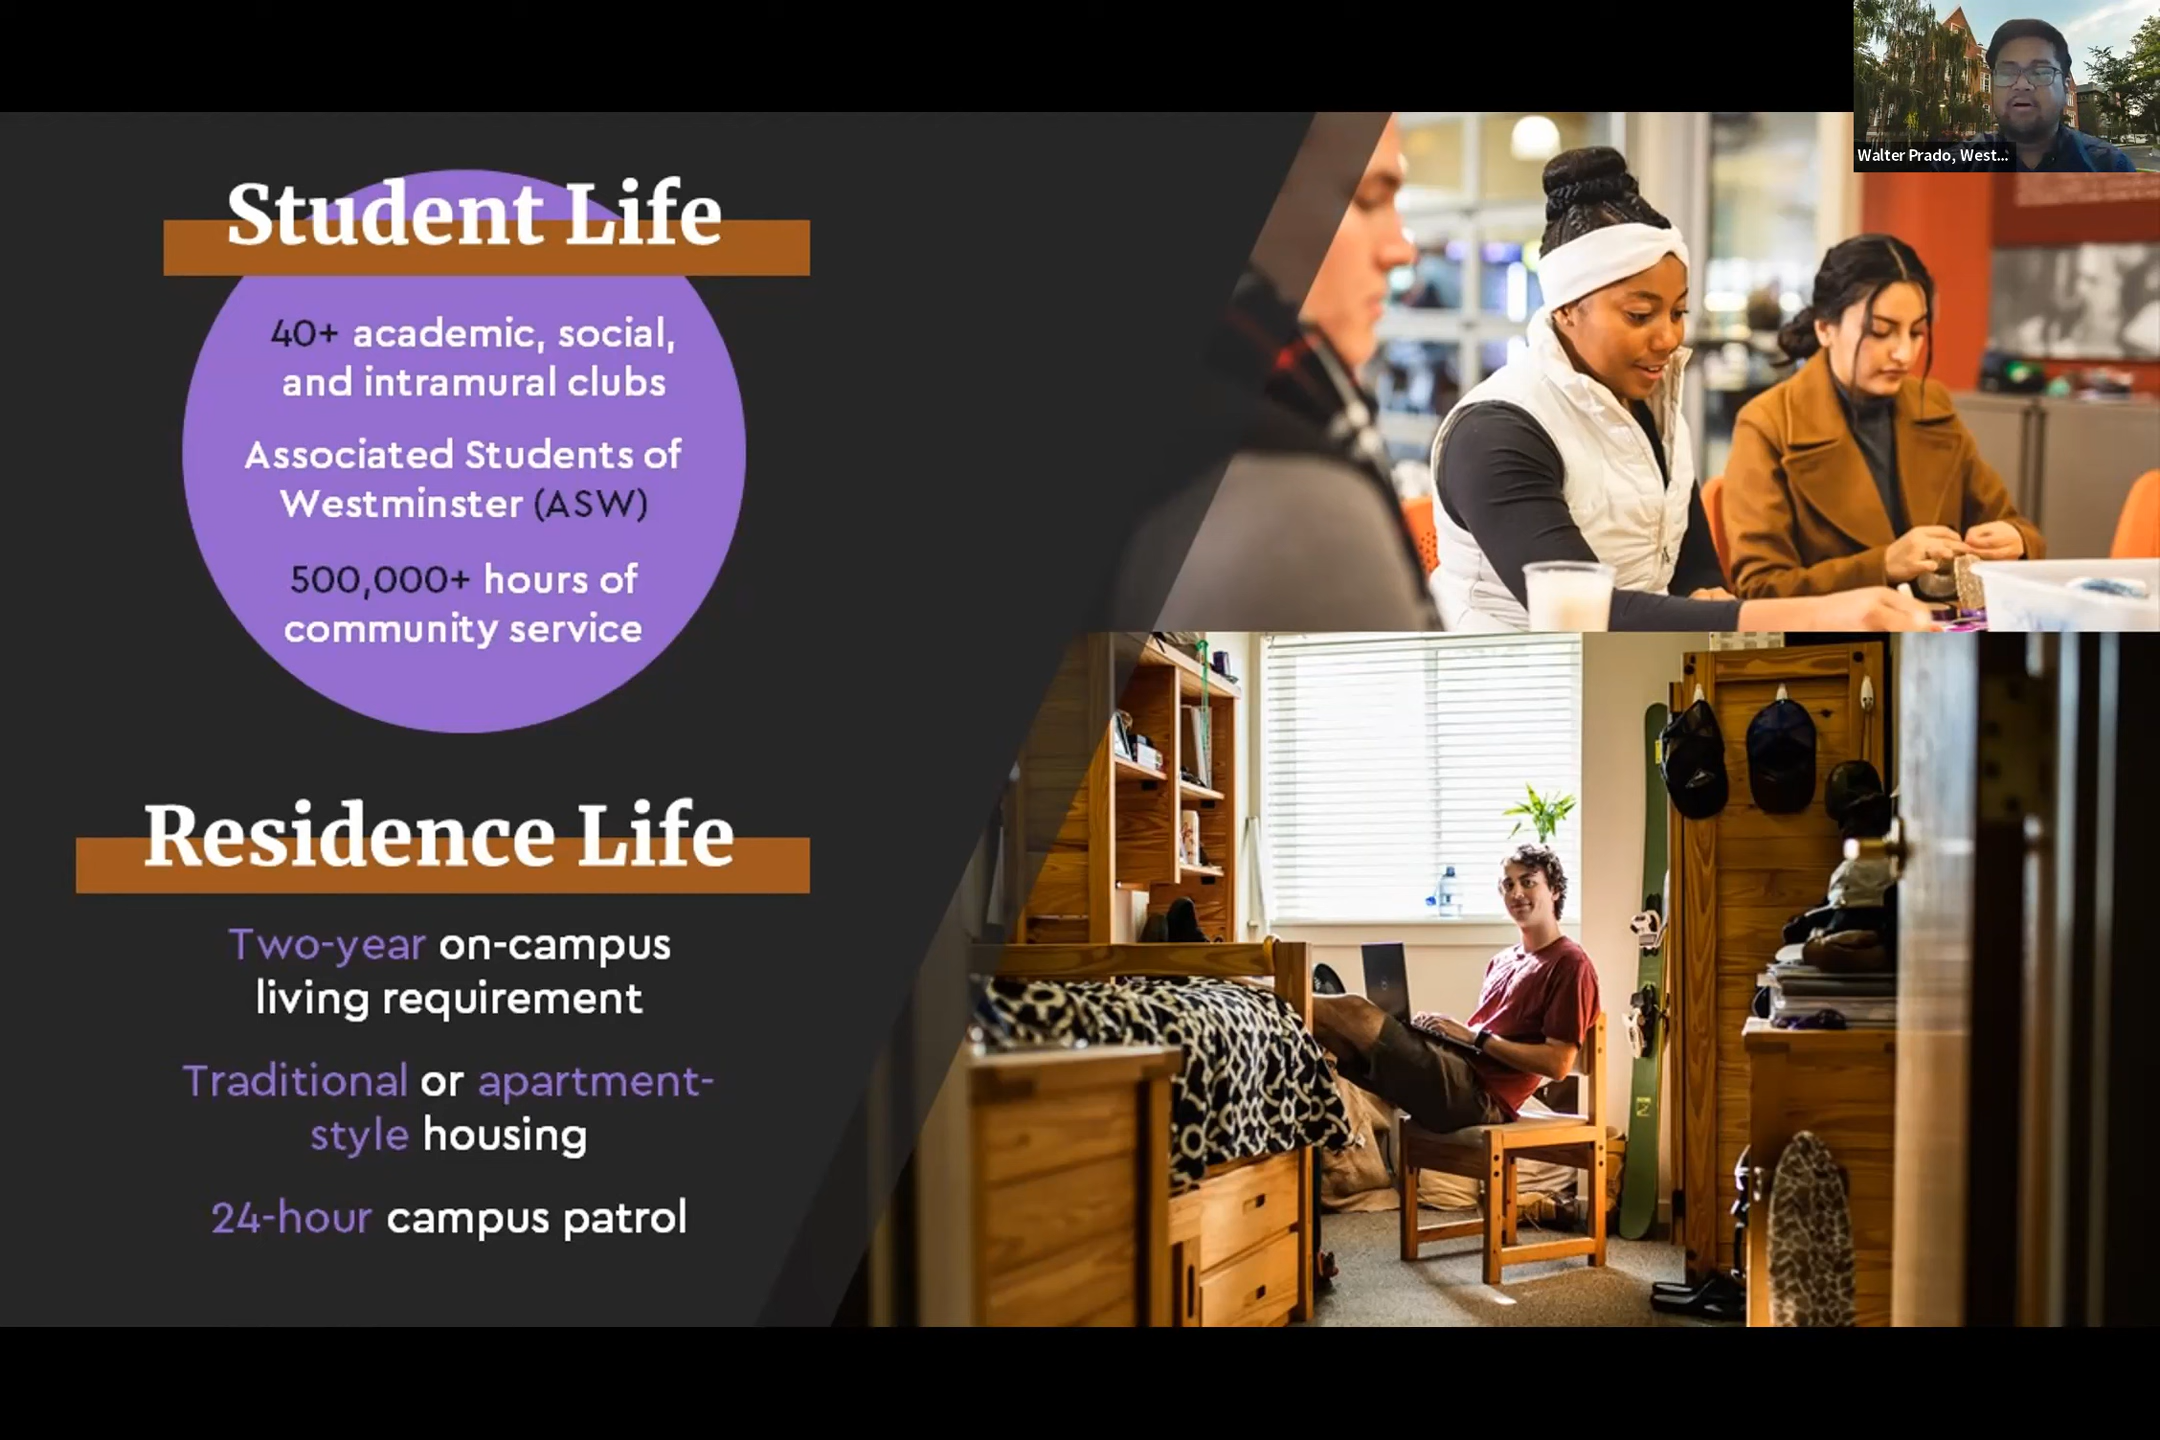 Student Life
40+ academic, social,
and intramural clubs
Associated Students of
Westminster (ASW)
500,000+ hours of
community service
Residence Life
Two-year on-campus
living requirement
Traditional or apartment-
style housing
24-hour campus patrol
Walter Prado, West...